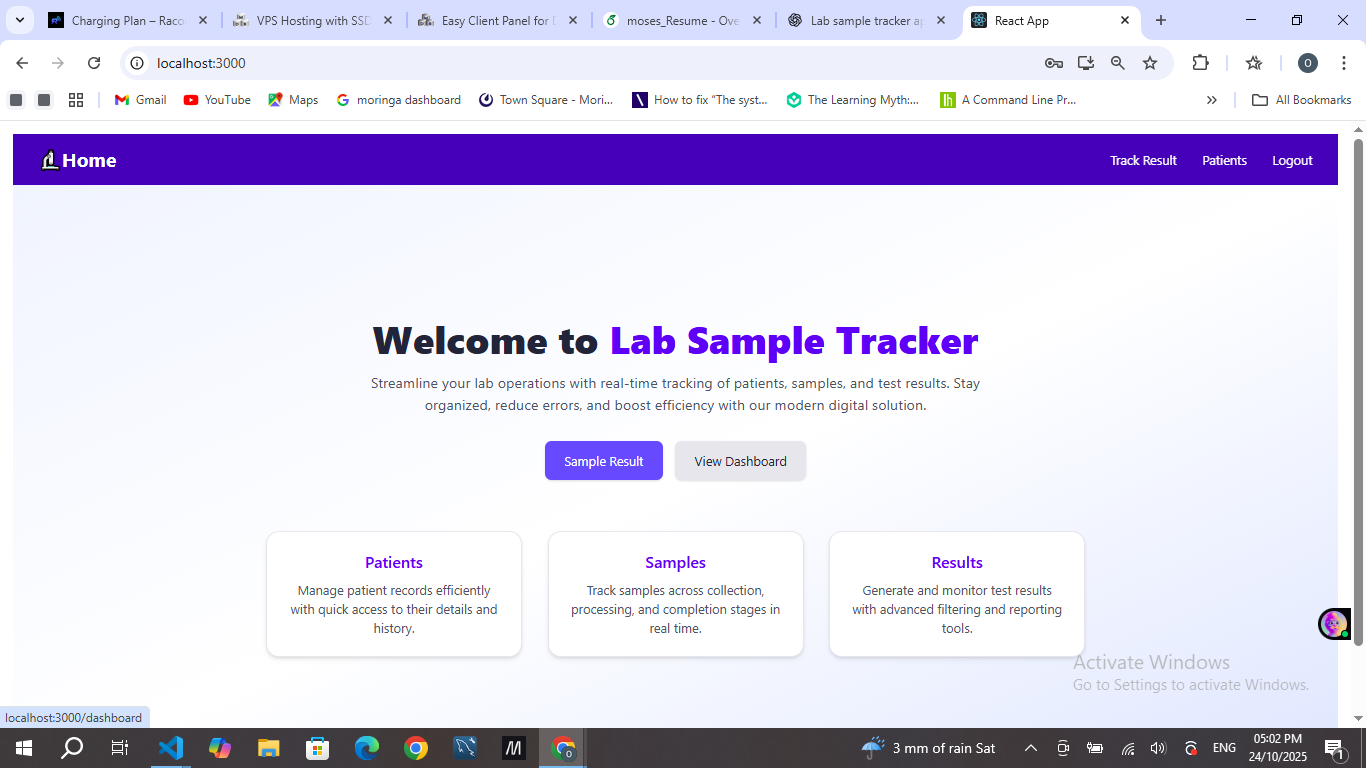 Charging Plan – Raco
VPS Hosting with SSD
Easy Client Panel for
moses_Resume - Ove
Lab sample tracker ap
React App
localhost:3000
O
Gmail
YouTube
Maps
moringa dashboard
Town Square - Mori...
How to fix "The syst...
The Learning Myth:...
A Command Line Pr...
All Bookmarks
Home
Track Result
Patients
Logout
Welcome to Lab Sample Tracker
Streamline your lab operations with real-time tracking of patients, samples, and test results. Stay
organized, reduce errors, and boost efficiency with our modern digital solution.
Sample Result
View Dashboard
Patients
Manage patient records efficiently
with quick access to their details and
history.
Samples
Track samples across collection,
processing, and completion stages in
real time.
Results
Generate and monitor test results
with advanced filtering and reporting
tools.
Activate Windows
Go to Settings to activate Windows.
localhost:3000/dashboard
3 mm of rain Sat
ENG
05:02 PM
24/10/2025
1